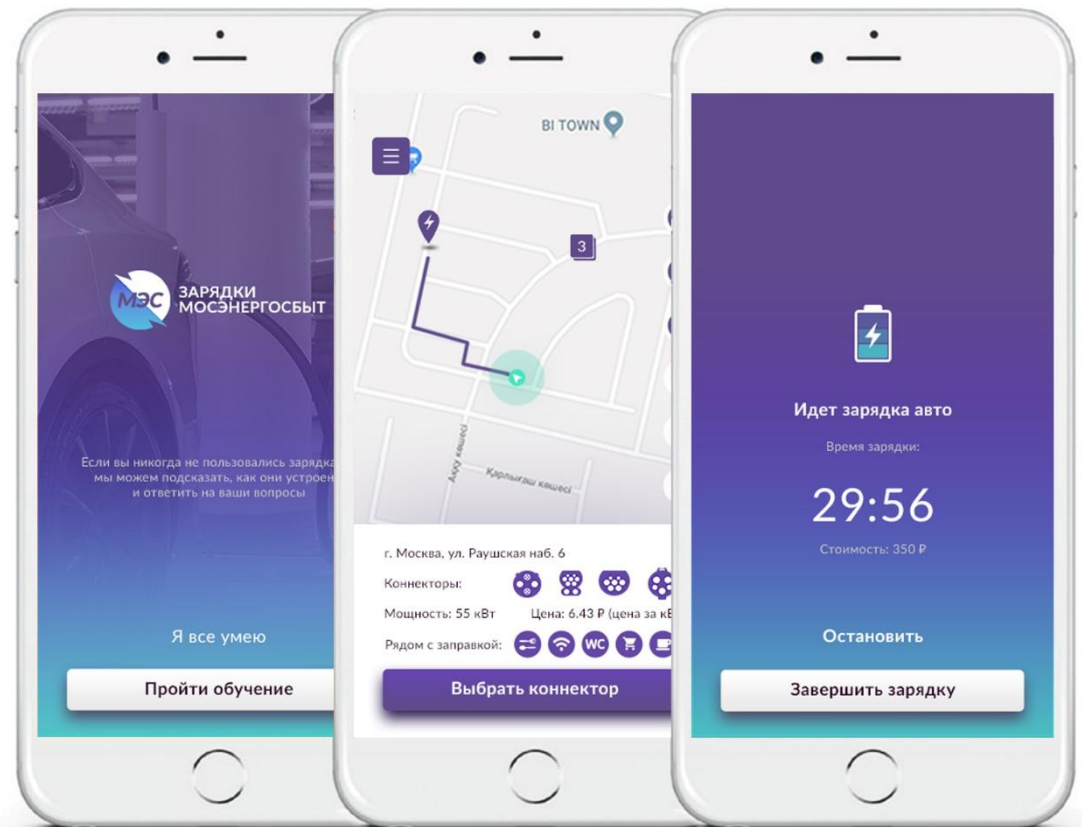 МЭС
ЗАРЯДКИ
МОСЭНЕРГОСБЫТ
Если вы никогда не пользовались
мы можем подсказать, как они
и ответить на ваши вопросы
Я все умею
Пройти обучение
BI TOWN
3
Аққу көшесі
Қарлығаш көшесі
г. Москва, ул. Раушская наб. 6
Коннекторы:
Мощность: 55 кВт Цена: 6.43 ₽ (цена за
Рядом с заправкой:
WC
Выбрать коннектор
Идет зарядка авто
Время зарядки:
29:56
Стоимость: 350 ₽
Остановить
Завершить зарядку